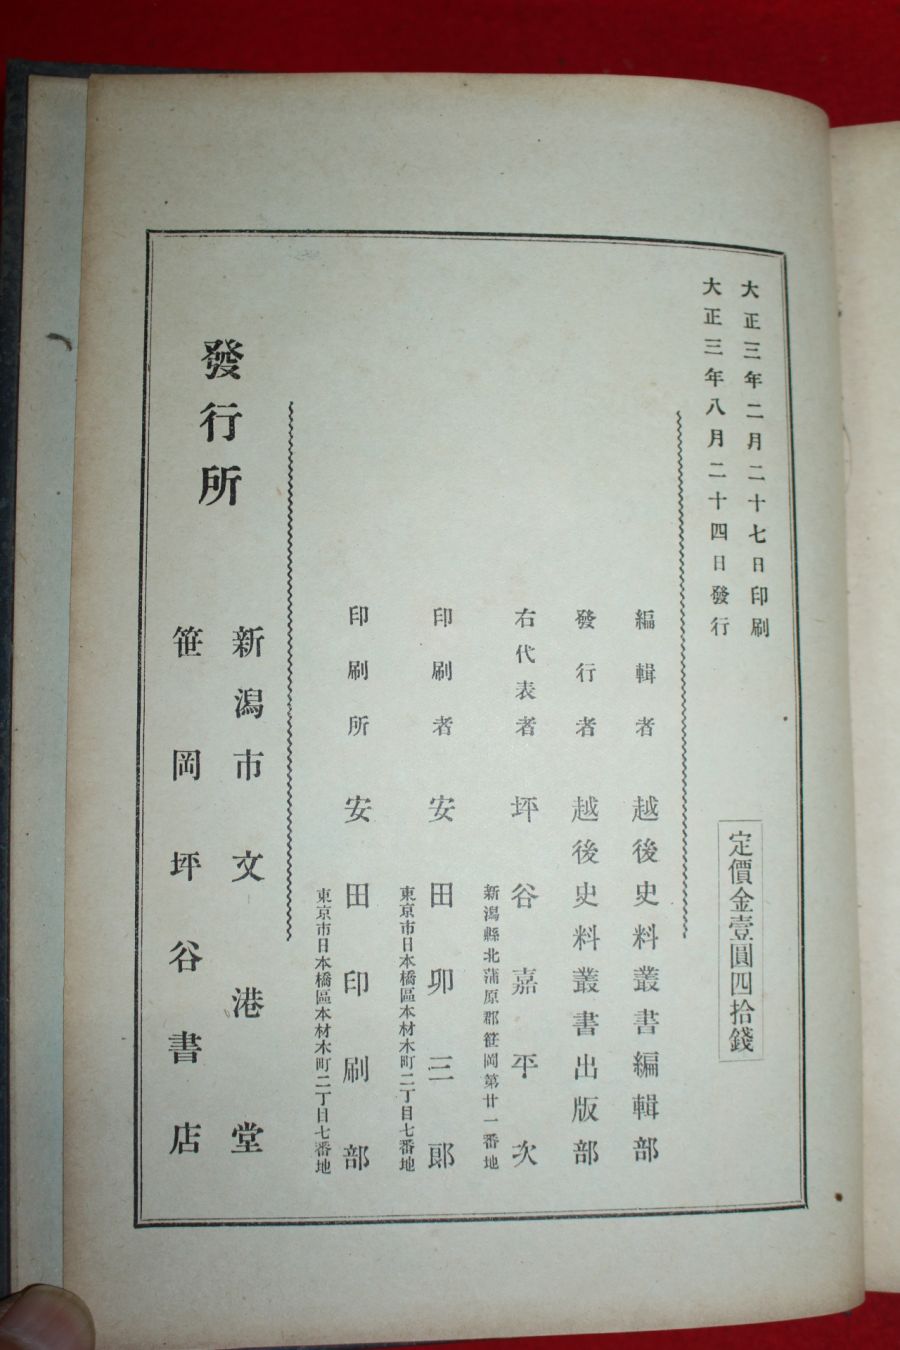 大正三年二月二十七日印刷
大正三年八月二十四日發行
定價金壹圓四拾錢
編輯者 越後史料叢書編輯部
發行者 越後史料叢書出版部
右代表者 坪谷嘉平次
新潟縣北蒲原郡笹岡第廿一番地
印刷者 安田卯三郎
東京市日本橋區本材木町二丁目七番地
印刷所 安田印刷部
東京市日本橋區本材木町二丁目七番地
發行所
新潟市 文港堂
笹岡 坪谷書店